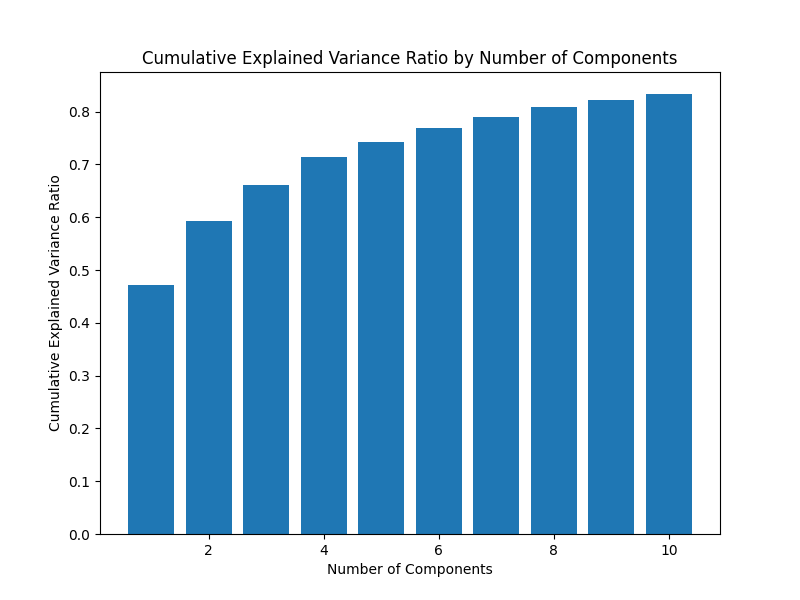 Cumulative Explained Variance Ratio by Number of Components
Cumulative Explained Variance Ratio
0.8
0.7
0.6
0.5
0.4
0.3
0.2
0.1
0.0
2 4 6 8 10
Number of Components